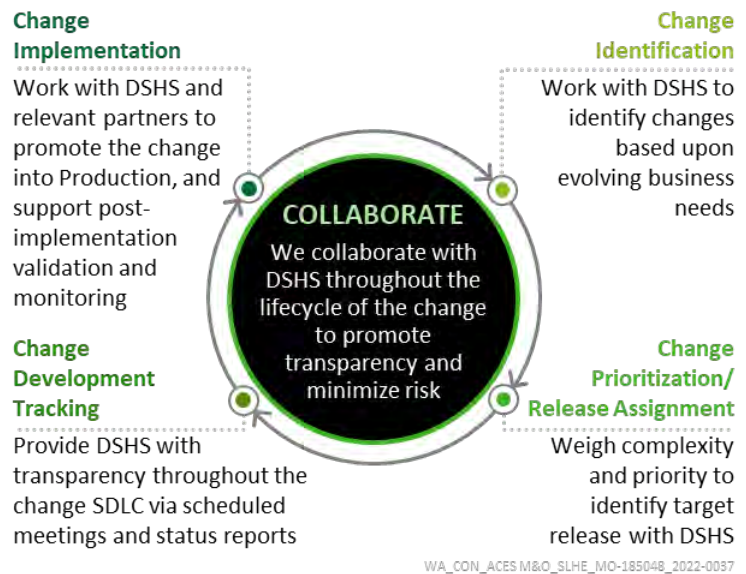 Change
Implementation
Work with DSHS and
relevant partners to
promote the change
into Production, and
support post-
implementation
validation and
monitoring
Change
Identification
Work with DSHS to
identify changes
based upon
evolving business
needs
COLLABORATE
We collaborate with
DSHS throughout the
lifecycle of the change
to promote
transparency and
minimize risk
Change
Development
Tracking
Provide DSHS with
transparency throughout the
change SDLC via scheduled
meetings and status reports
Change
Prioritization/
Release Assignment
Weigh complexity
and priority to
identify target
release with DSHS
WA_CON_ACES M&O_SLHE_MO-185048_2022-0037